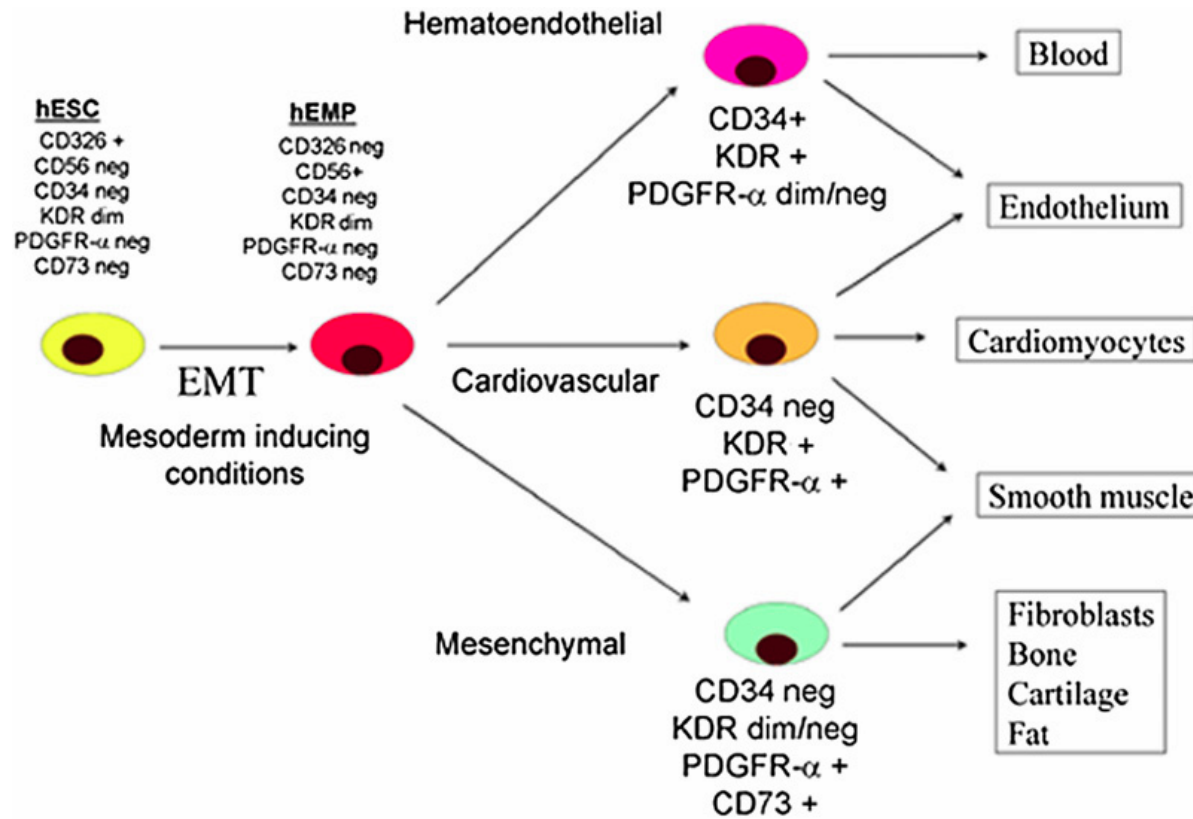 Hematoendothelial
Blood
hESC
CD326 +
CD56 neg
CD34 neg
KDR dim
PDGFR-α neg
CD73 neg
hEMP
CD326 neg
CD56+
CD34 neg
KDR dim
PDGFR-α neg
CD73 neg
CD34+
KDR +
PDGFR-α dim/neg
Endothelium
EMT
Mesoderm inducing
conditions
Cardiovascular
Cardiomyocytes
CD34 neg
KDR +
PDGFR-α +
Smooth muscle
Mesenchymal
CD34 neg
KDR dim/neg
PDGFR-α +
CD73 +
Fibroblasts
Bone
Cartilage
Fat